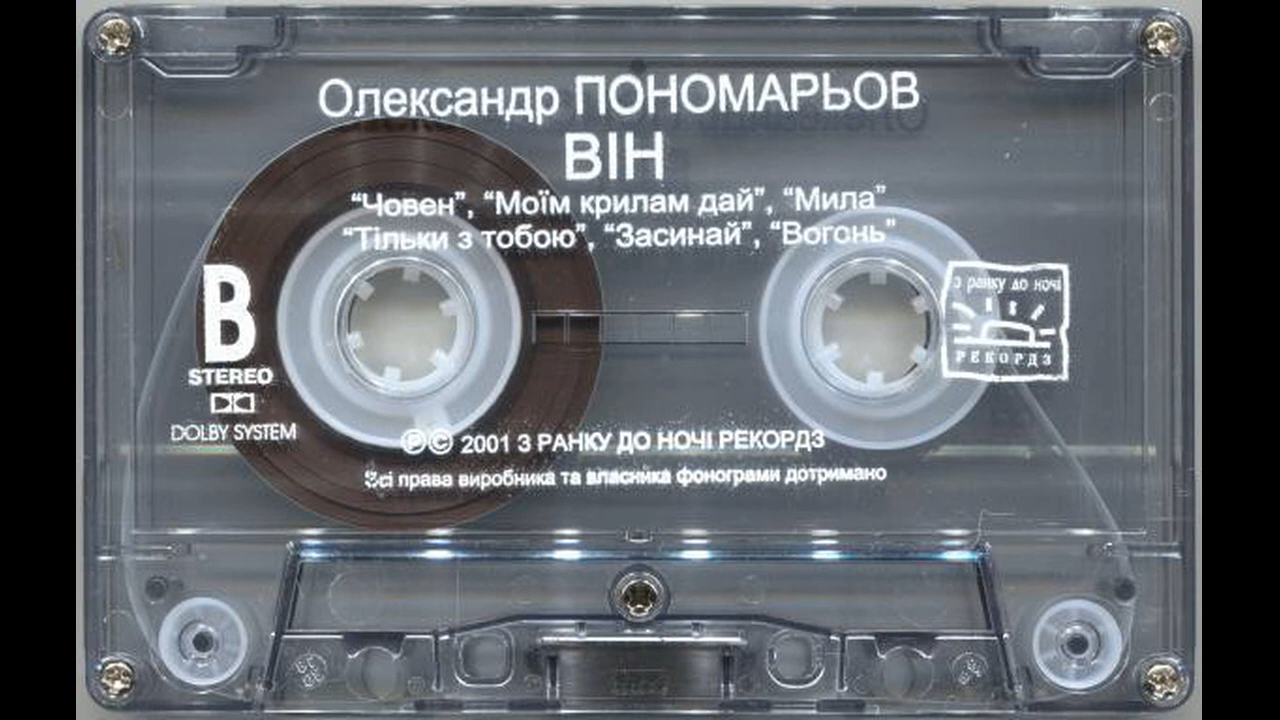 Олександр ПОНОМАРЬОВ
ВІН
“Човен”, “Моїм крилам дай”, “Мила”
“Тільки з тобою”, “Засинай”, “Вогонь”
B
STEREO
DOLBY SYSTEM
з ранку до ночі
РЕКОРДЗ
℗© 2001 З РАНКУ ДО НОЧІ РЕКОРДЗ
Всі права виробника та власника фонограми дотримано